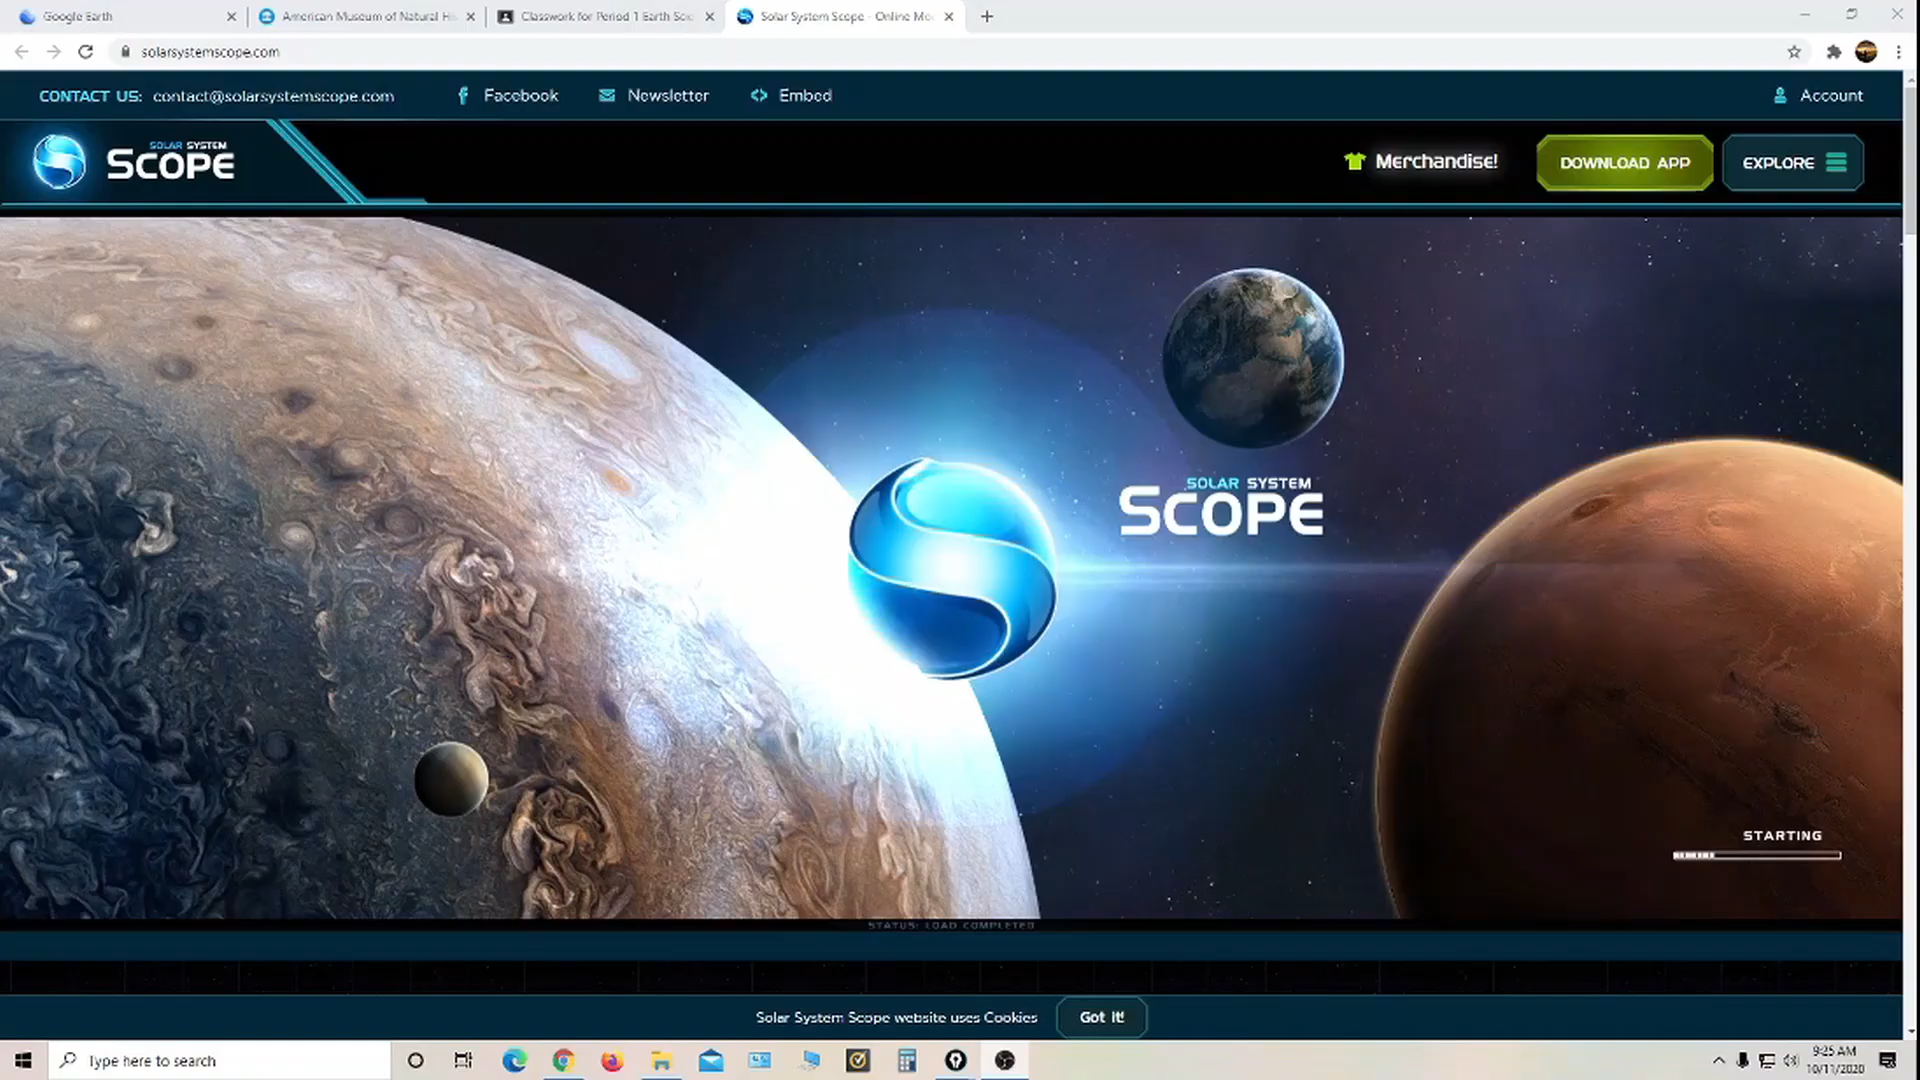 Google Earth
American Museum of Natural Hi
Classwork for Period 1 Earth Sci
Solar System Scope - Online Mo
solarsystemscope.com
CONTACT US: contact@solarsystemscope.com
Facebook
Newsletter
Embed
Account
SOLAR SYSTEM
SCOPE
Merchandise!
DOWNLOAD APP
EXPLORE
SOLAR SYSTEM
SCOPE
STARTING
STATUS: LOAD COMPLETED
Solar System Scope website uses Cookies
Got it!
Type here to search
9:25 AM
10/11/2020